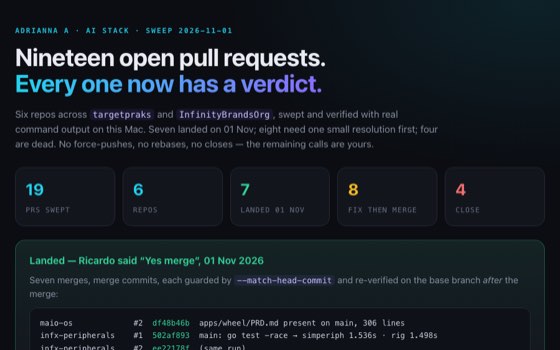 ADRIANNA A · AI STACK · SWEEP 2026-11-01
Nineteen open pull requests.
Every one now has a verdict.
Six repos across targetpraks and InfinityBrandsOrg, swept and verified with real
command output on this Mac. Seven landed on 01 Nov; eight need one small resolution first; four
are dead. No force-pushes, no rebases, no closes — the remaining calls are yours.
19 6 7 8 4
PRS SWEPT REPOS LANDED 01 NOV FIX THEN MERGE CLOSE
Landed — Ricardo said “Yes merge”, 01 Nov 2026
Seven merges, merge commits, each guarded by --match-head-commit and re-verified on the base branch after the
merge:
maio-os #2 df48b46b apps/wheel/PRD.md present on main, 306 lines
infx-peripherals #1 502af893 main: go test -race → simperiph 1.536s · rig 1.498s
infx-peripherals #2 ee22178f (same run)